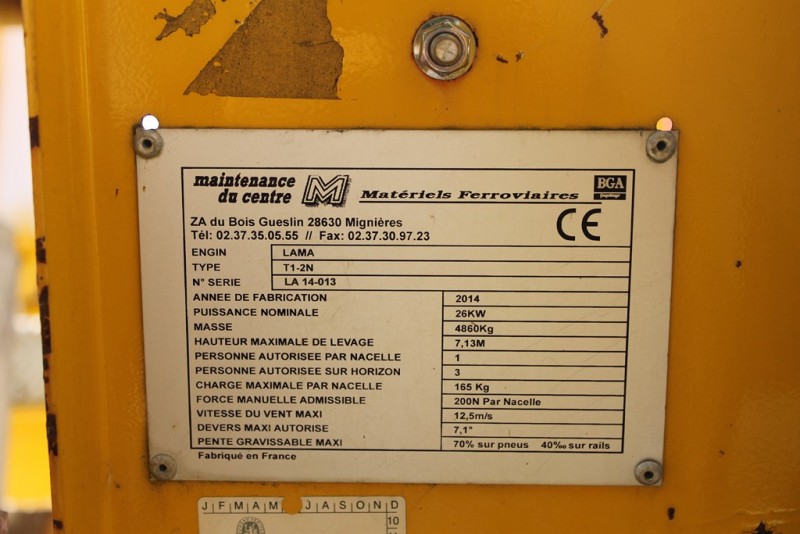 maintenance
du centre
M
Matériels Ferroviaires
BGA
ZA du Bois Gueslin 28630 Mignières
Tél: 02.37.35.05.55 // Fax: 02.37.30.97.23
CE
ENGIN LAMA
TYPE T1-2N
N° SERIE LA 14-013
ANNEE DE FABRICATION 2014
PUISSANCE NOMINALE 26KW
MASSE 4860Kg
HAUTEUR MAXIMALE DE LEVAGE 7,13M
PERSONNE AUTORISEE PAR NACELLE 1
PERSONNE AUTORISEE SUR HORIZON 3
CHARGE MAXIMALE PAR NACELLE 165 Kg
FORCE MANUELLE ADMISSIBLE 200N Par Nacelle
VITESSE DU VENT MAXI 12,5m/s
DEVERS MAXI AUTORISE 7,1°
PENTE GRAVISSABLE MAXI 70% sur pneus 40‰ sur rails
Fabriqué en France
J F M A M J A S O N D
10